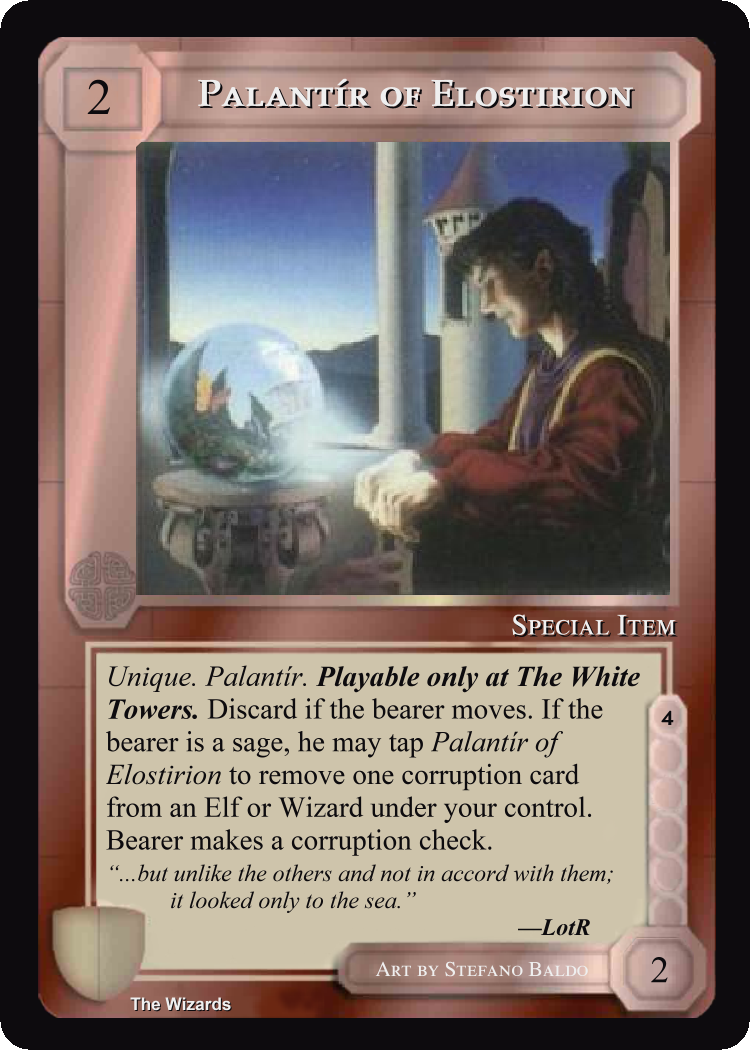 2
Palantír of Elostirion
Special Item
Unique. Palantír. Playable only at The White
Towers. Discard if the bearer moves. If the
bearer is a sage, he may tap Palantír of
Elostirion to remove one corruption card
from an Elf or Wizard under your control.
Bearer makes a corruption check.
“...but unlike the others and not in accord with them;
it looked only to the sea.”
—LotR
4
Art by Stefano Baldo
2
The Wizards